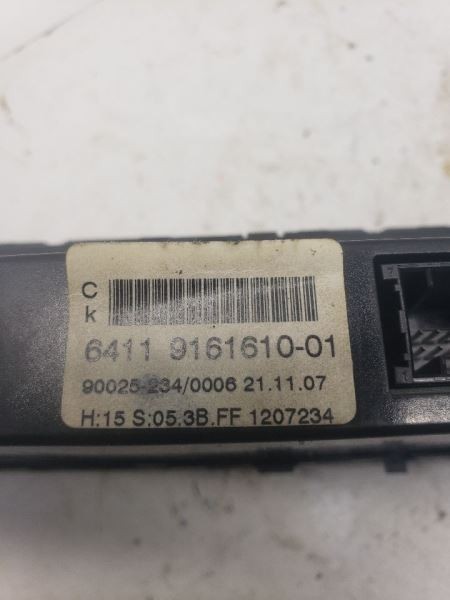 C
k
6411 9161610-01
90025-234/0006 21.11.07
H:15 S:05.3B.FF 1207234